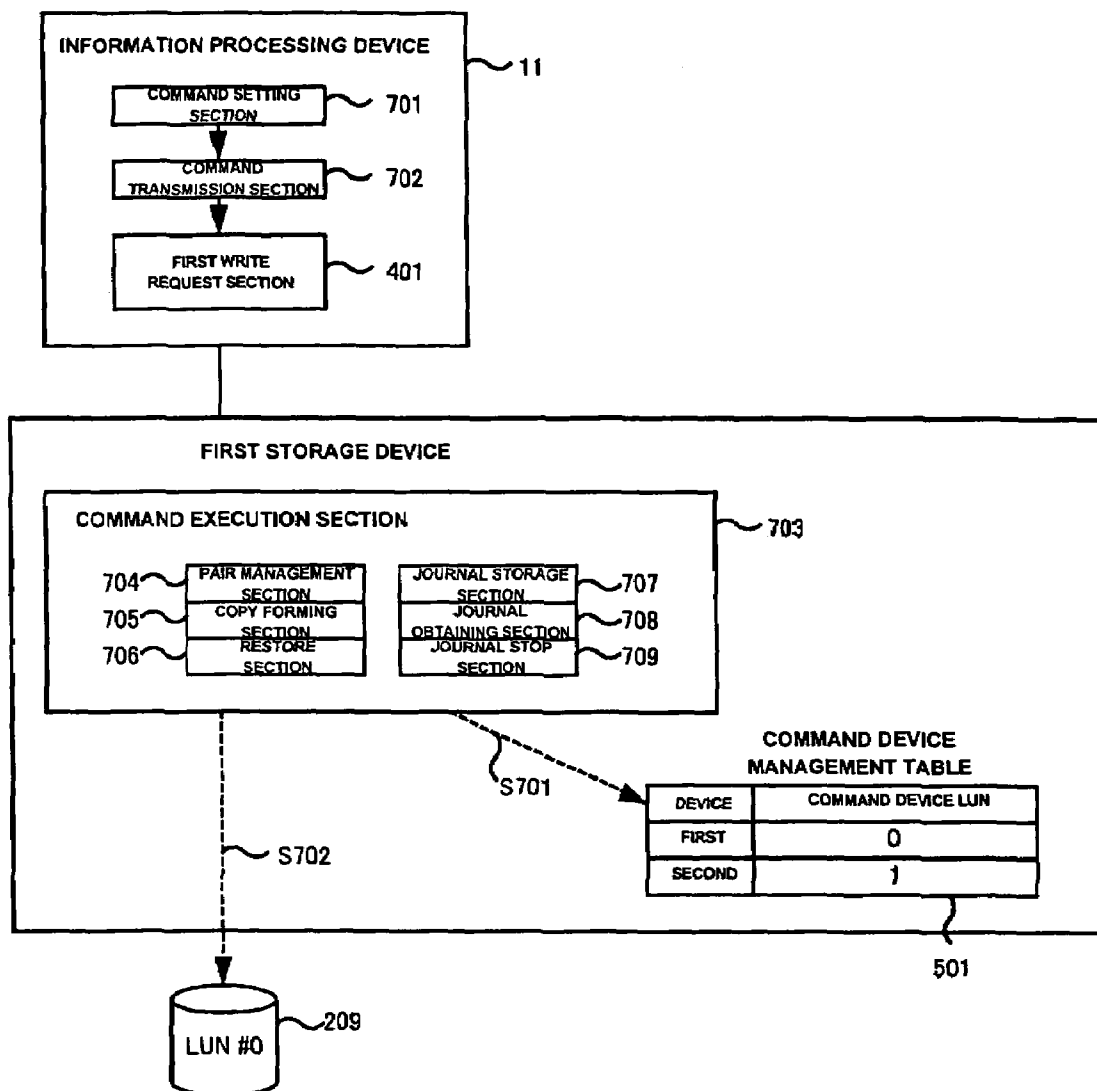 INFORMATION PROCESSING DEVICE
11
COMMAND SETTING
SECTION
701
COMMAND
TRANSMISSION SECTION
702
FIRST WRITE
REQUEST SECTION
401
FIRST STORAGE DEVICE
COMMAND EXECUTION SECTION
703
704
PAIR MANAGEMENT
SECTION
705
COPY FORMING
SECTION
706
RESTORE
SECTION
JOURNAL STORAGE
SECTION
707
JOURNAL
OBTAINING SECTION
708
JOURNAL STOP
SECTION
709
S701
S702
COMMAND DEVICE
MANAGEMENT TABLE
DEVICE COMMAND DEVICE LUN
FIRST 0
SECOND 1
501
209
LUN #0